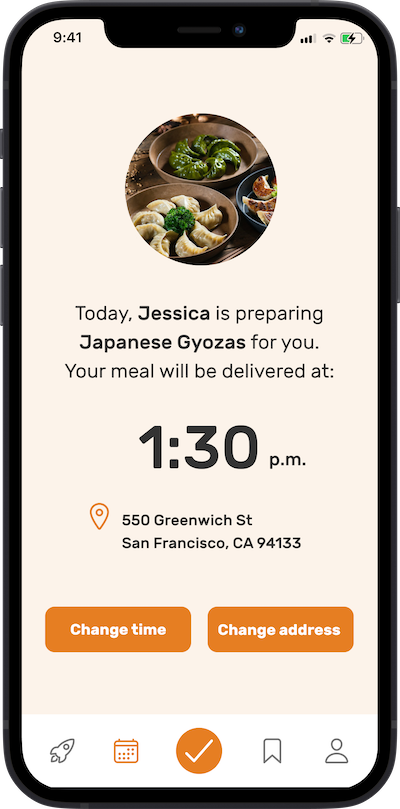 9:41
Today, Jessica is preparing
Japanese Gyozas for you.
Your meal will be delivered at:
1:30 p.m.
550 Greenwich St
San Francisco, CA 94133
Change time
Change address